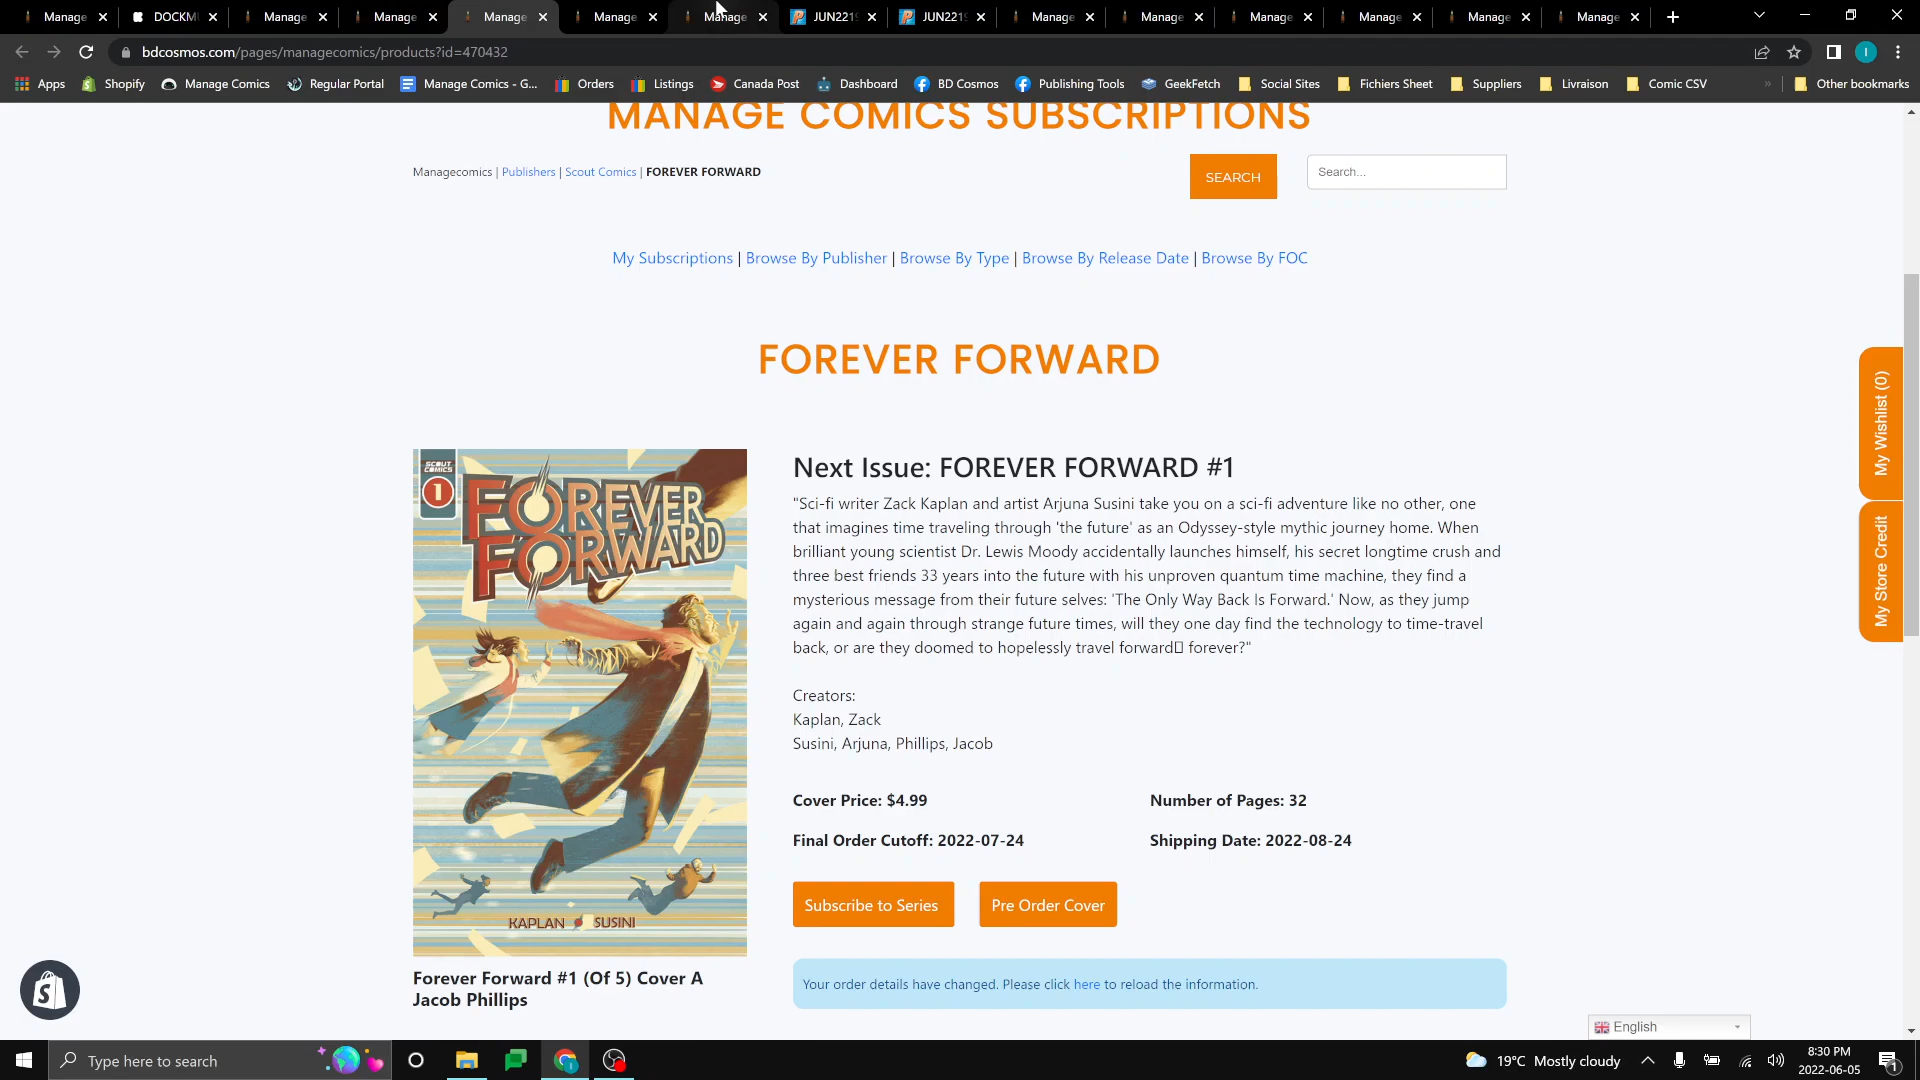 Manage
DOCKM
Manage
Manage
Manage
Manage
Manage
JUN221
JUN221
Manage
Manage
Manage
Manage
Manage
Manage
bdcosmos.com/pages/managecomics/products?id=470432
I
Apps
Shopify
Manage Comics
Regular Portal
Manage Comics - G...
Orders
Listings
Canada Post
Dashboard
BD Cosmos
Publishing Tools
GeekFetch
Social Sites
Fichiers Sheet
Suppliers
Livraison
Comic CSV
»
Other bookmarks
MANAGE COMICS SUBSCRIPTIONS
Managecomics | Publishers | Scout Comics | FOREVER FORWARD
SEARCH
Search...
My Subscriptions | Browse By Publisher | Browse By Type | Browse By Release Date | Browse By FOC
FOREVER FORWARD
SCOUT
COMICS
1
FOREVER
FORWARD
KAPLAN SUSINI
Forever Forward #1 (Of 5) Cover A
Jacob Phillips
Next Issue: FOREVER FORWARD #1
"Sci-fi writer Zack Kaplan and artist Arjuna Susini take you on a sci-fi adventure like no other, one
that imagines time traveling through 'the future' as an Odyssey-style mythic journey home. When
brilliant young scientist Dr. Lewis Moody accidentally launches himself, his secret longtime crush and
three best friends 33 years into the future with his unproven quantum time machine, they find a
mysterious message from their future selves: 'The Only Way Back Is Forward.' Now, as they jump
again and again through strange future times, will they one day find the technology to time-travel
back, or are they doomed to hopelessly travel forward▯ forever?"
Creators:
Kaplan, Zack
Susini, Arjuna, Phillips, Jacob
Cover Price: $4.99
Number of Pages: 32
Final Order Cutoff: 2022-07-24
Shipping Date: 2022-08-24
Subscribe to Series
Pre Order Cover
Your order details have changed. Please click here to reload the information.
My Wishlist (0)
My Store Credit
English
Type here to search
19°C Mostly cloudy
8:30 PM
2022-06-05
1